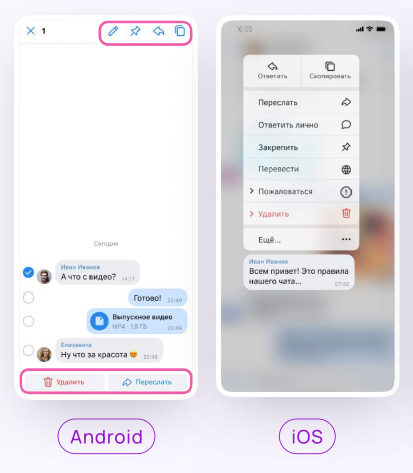 1
Сегодня
Иван Иванов
А что с видео? 14:27
Готово! 23:49
Выпускное видео
MP4 1,8 ГБ 23:49
Елизавета
Ну что за красота 😍 23:48
Удалить
Переслать
Android
16:05
Ответить
Скопировать
Переслать
Ответить лично
Закрепить
Перевести
Пожаловаться
Удалить
Ещё...
Иван Иванов
Всем привет! Это правила
нашего чата... 07:52
iOS